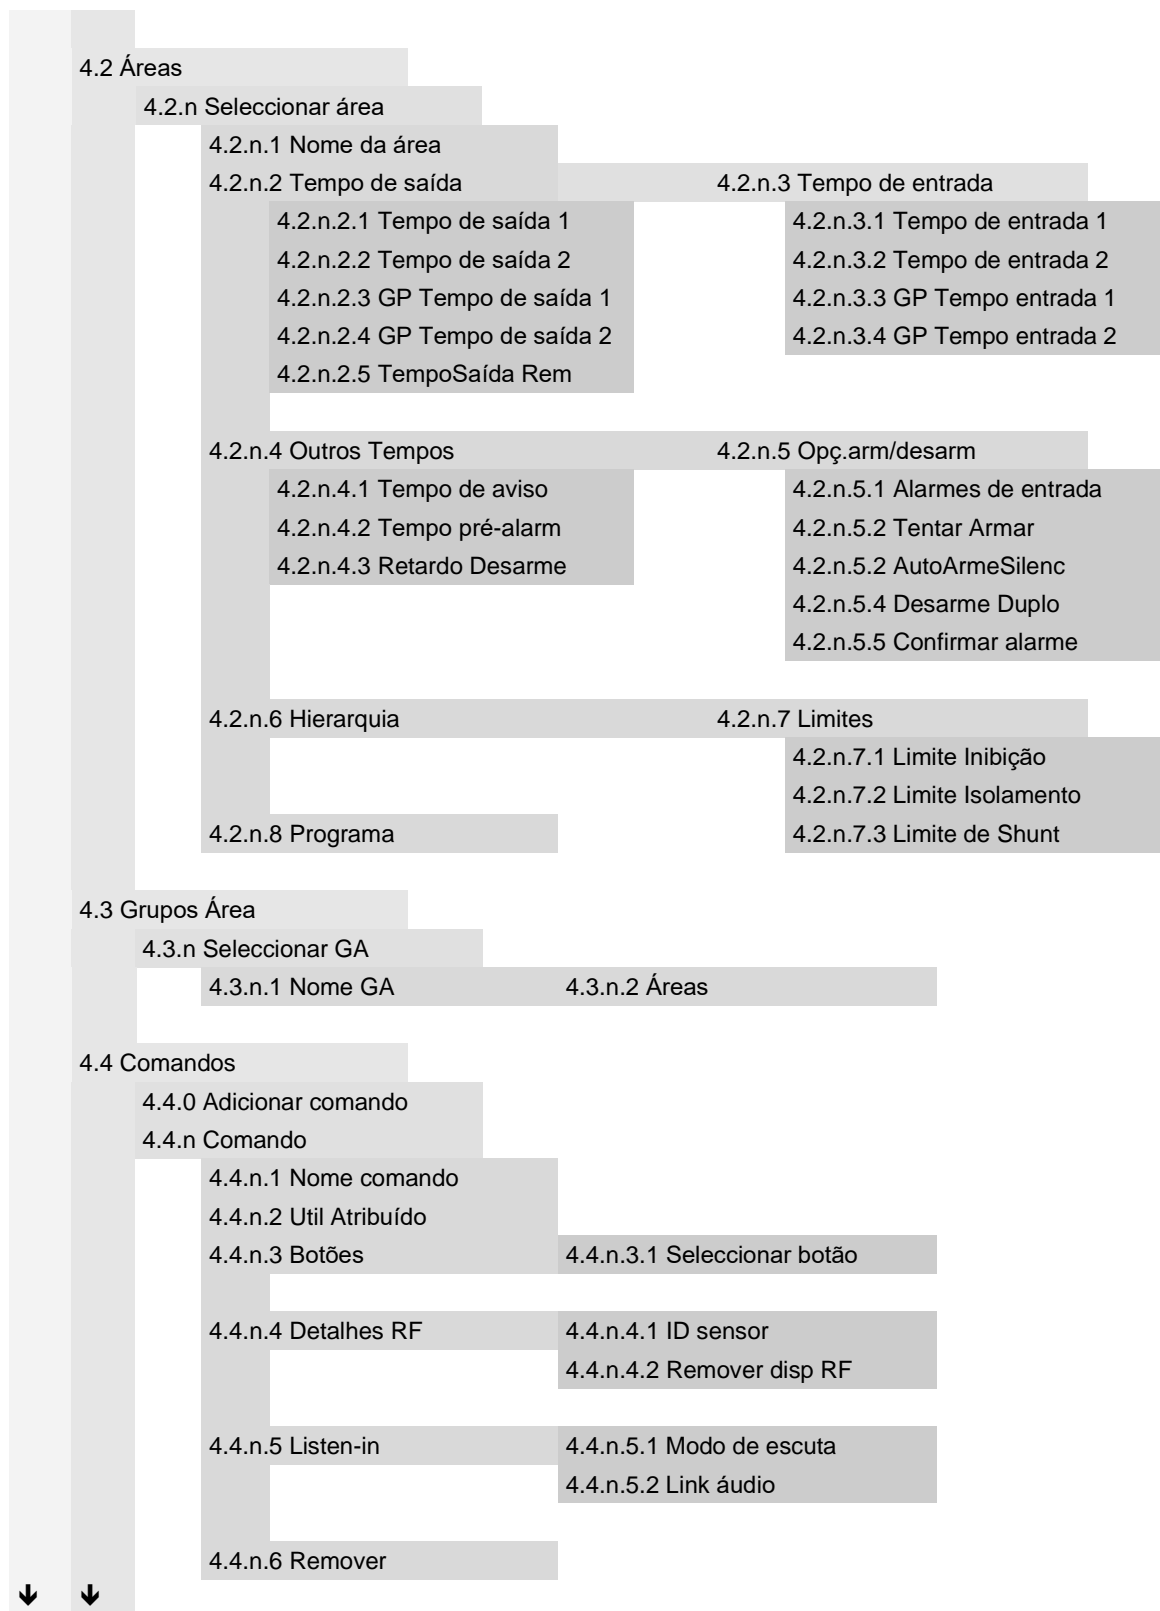 4.2 Áreas
4.2.n Seleccionar área
4.2.n.1 Nome da área
4.2.n.2 Tempo de saída
4.2.n.2.1 Tempo de saída 1
4.2.n.2.2 Tempo de saída 2
4.2.n.2.3 GP Tempo de saída 1
4.2.n.2.4 GP Tempo de saída 2
4.2.n.2.5 TempoSaída Rem
4.2.n.3 Tempo de entrada
4.2.n.3.1 Tempo de entrada 1
4.2.n.3.2 Tempo de entrada 2
4.2.n.3.3 GP Tempo entrada 1
4.2.n.3.4 GP Tempo entrada 2
4.2.n.4 Outros Tempos
4.2.n.4.1 Tempo de aviso
4.2.n.4.2 Tempo pré-alarm
4.2.n.4.3 Retardo Desarme
4.2.n.5 Opç.arm/desarm
4.2.n.5.1 Alarmes de entrada
4.2.n.5.2 Tentar Armar
4.2.n.5.2 AutoArmeSilenc
4.2.n.5.4 Desarme Duplo
4.2.n.5.5 Confirmar alarme
4.2.n.6 Hierarquia
4.2.n.7 Limites
4.2.n.7.1 Limite Inibição
4.2.n.7.2 Limite Isolamento
4.2.n.7.3 Limite de Shunt
4.2.n.8 Programa
4.3 Grupos Área
4.3.n Seleccionar GA
4.3.n.1 Nome GA
4.3.n.2 Áreas
4.4 Comandos
4.4.0 Adicionar comando
4.4.n Comando
4.4.n.1 Nome comando
4.4.n.2 Util Atribuído
4.4.n.3 Botões
4.4.n.3.1 Seleccionar botão
4.4.n.4 Detalhes RF
4.4.n.4.1 ID sensor
4.4.n.4.2 Remover disp RF
4.4.n.5 Listen-in
4.4.n.5.1 Modo de escuta
4.4.n.5.2 Link áudio
4.4.n.6 Remover